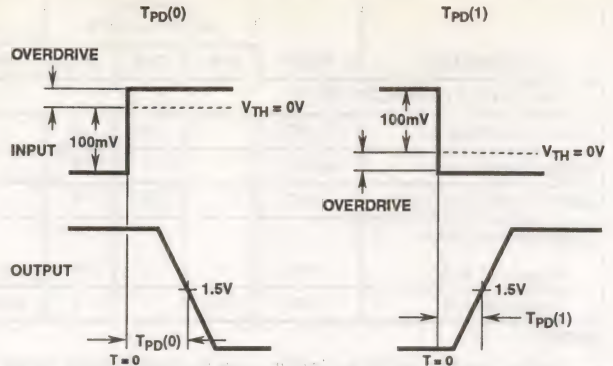 T_PD(0)
T_PD(1)
OVERDRIVE
V_TH = 0V
100mV
INPUT
100mV
V_TH = 0V
OVERDRIVE
OUTPUT
1.5V
T_PD(0)
T = 0
1.5V
T_PD(1)
T = 0